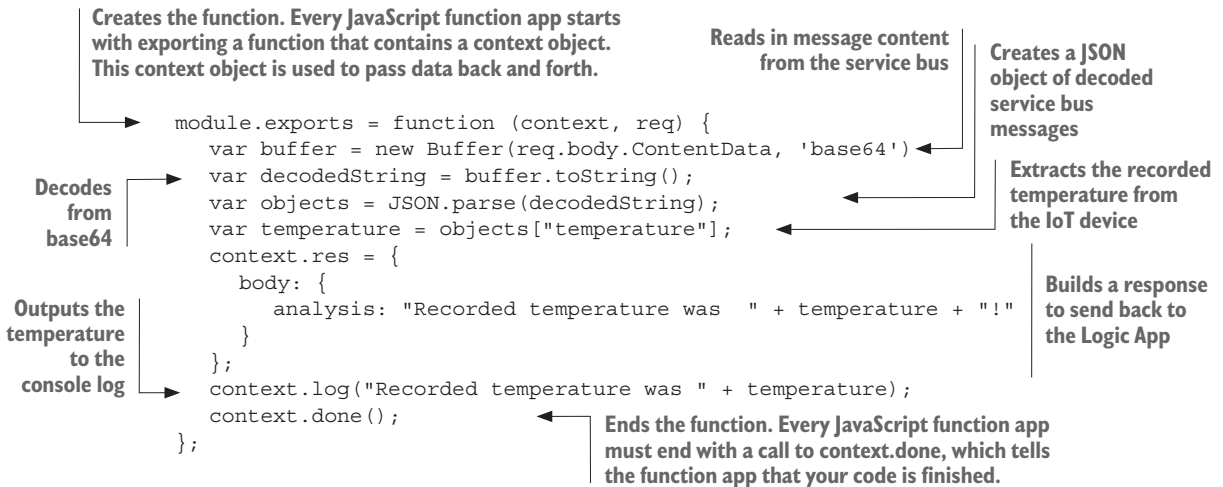 Creates the function. Every JavaScript function app starts
with exporting a function that contains a context object.
This context object is used to pass data back and forth.
Reads in message content
from the service bus
Creates a JSON
object of decoded
service bus
messages
module.exports = function (context, req) {
var buffer = new Buffer(req.body.ContentData, 'base64')
Decodes
from
base64
var decodedString = buffer.toString();
var objects = JSON.parse(decodedString);
var temperature = objects["temperature"];
Extracts the recorded
temperature from
the IoT device
context.res = {
body: {
analysis: "Recorded temperature was  " + temperature + "!"
}
};
Builds a response
to send back to
the Logic App
Outputs the
temperature
to the
console log
context.log("Recorded temperature was " + temperature);
context.done();
};
Ends the function. Every JavaScript function app
must end with a call to context.done, which tells
the function app that your code is finished.